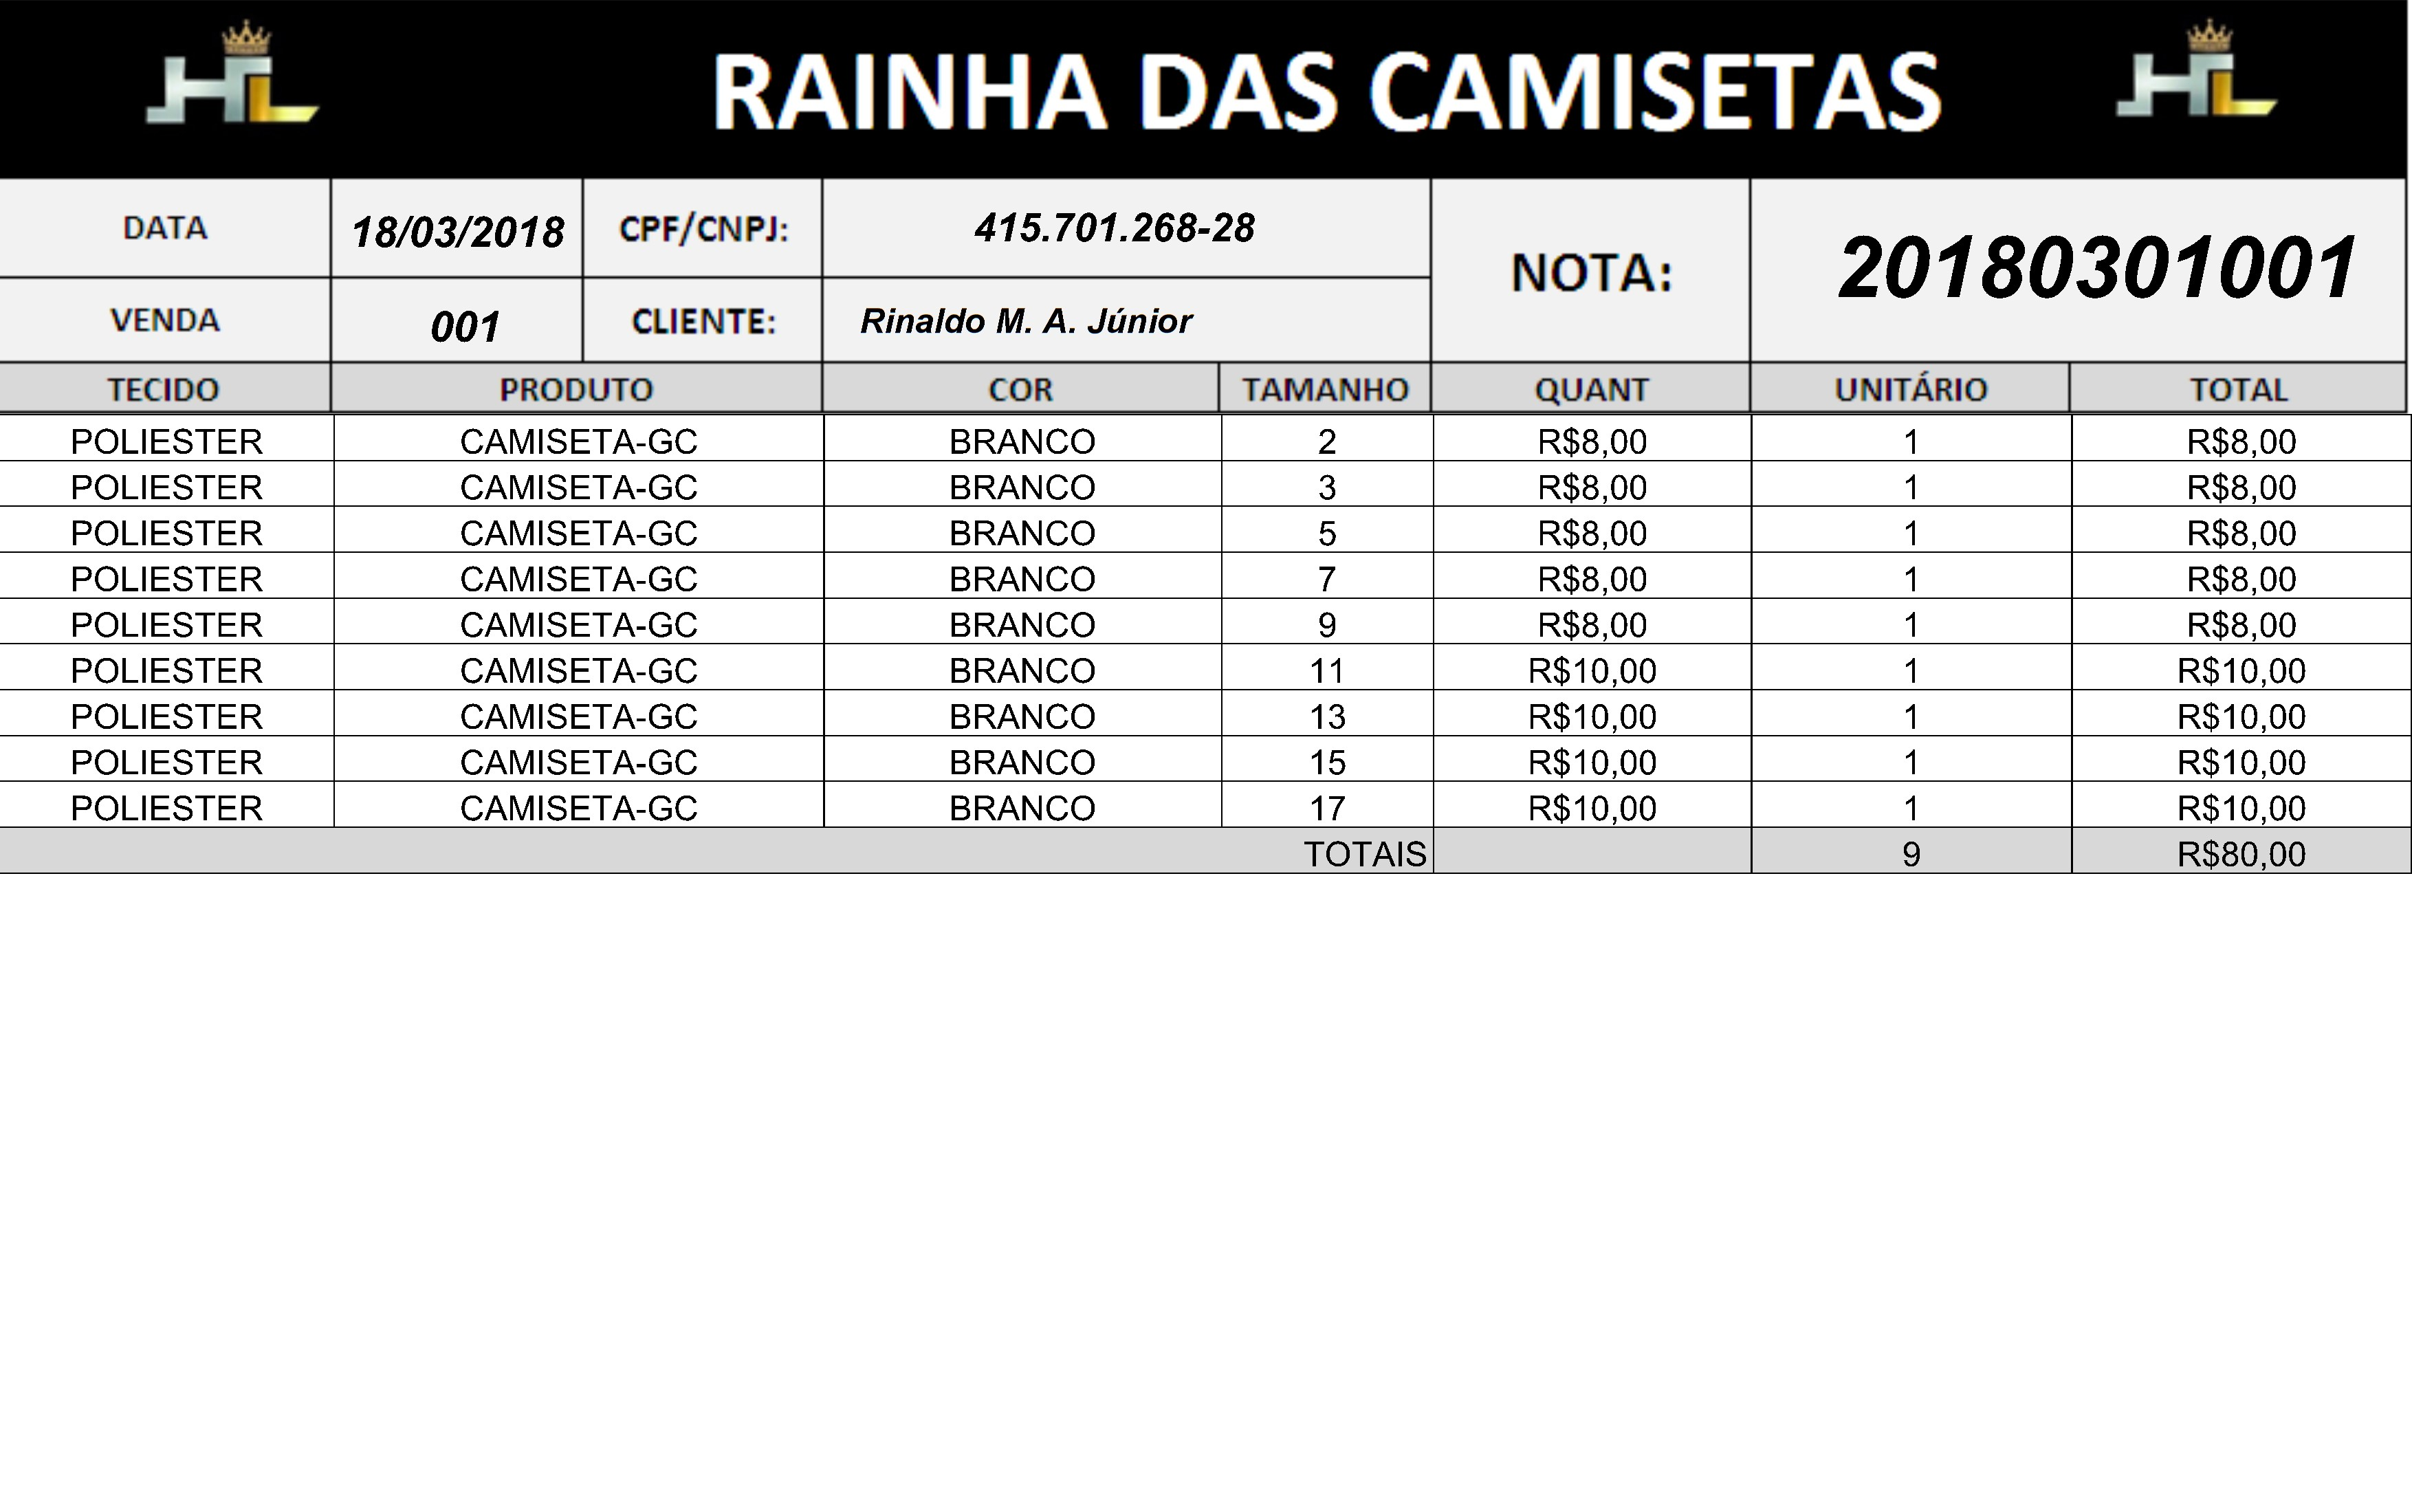 HL RAINHA DAS CAMISETAS HL
DATA 18/03/2018 CPF/CNPJ: 415.701.268-28 NOTA: 20180301001
VENDA 001 CLIENTE: Rinaldo M. A. Júnior
TECIDO PRODUTO COR TAMANHO QUANT UNITÁRIO TOTAL
POLIESTER CAMISETA-GC BRANCO 2 R$8,00 1 R$8,00
POLIESTER CAMISETA-GC BRANCO 3 R$8,00 1 R$8,00
POLIESTER CAMISETA-GC BRANCO 5 R$8,00 1 R$8,00
POLIESTER CAMISETA-GC BRANCO 7 R$8,00 1 R$8,00
POLIESTER CAMISETA-GC BRANCO 9 R$8,00 1 R$8,00
POLIESTER CAMISETA-GC BRANCO 11 R$10,00 1 R$10,00
POLIESTER CAMISETA-GC BRANCO 13 R$10,00 1 R$10,00
POLIESTER CAMISETA-GC BRANCO 15 R$10,00 1 R$10,00
POLIESTER CAMISETA-GC BRANCO 17 R$10,00 1 R$10,00
TOTAIS 9 R$80,00